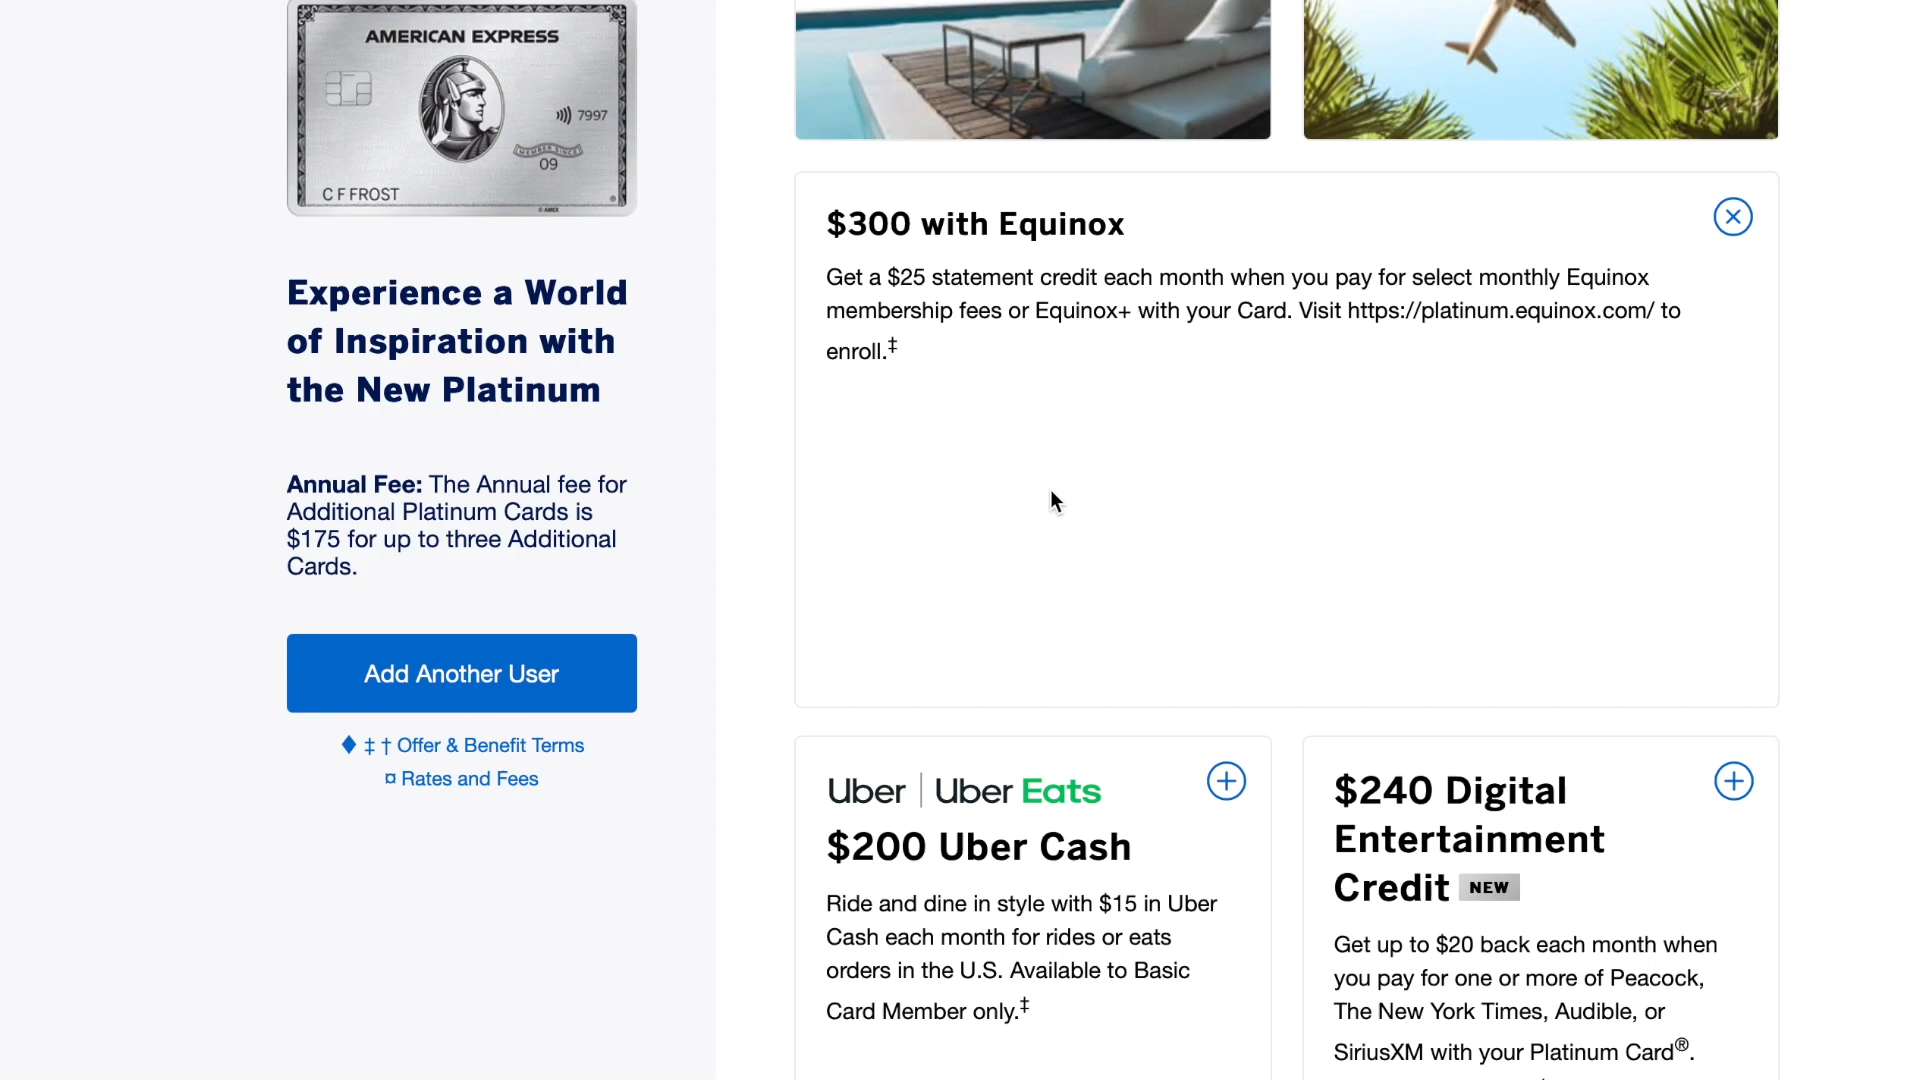 AMERICAN EXPRESS
7997
MEMBER SINCE
09
C F FROST
® 
© AMEX
Experience a World
of Inspiration with
the New Platinum
Annual Fee: The Annual fee for
Additional Platinum Cards is
$175 for up to three Additional
Cards.
Add Another User
♦ ‡ † Offer & Benefit Terms
¤ Rates and Fees
$300 with Equinox
Get a $25 statement credit each month when you pay for select monthly Equinox
membership fees or Equinox+ with your Card. Visit https://platinum.equinox.com/ to
enroll.‡
Uber | Uber Eats
$200 Uber Cash
Ride and dine in style with $15 in Uber
Cash each month for rides or eats
orders in the U.S. Available to Basic
Card Member only.‡
$240 Digital
Entertainment
Credit NEW
Get up to $20 back each month when
you pay for one or more of Peacock,
The New York Times, Audible, or
SiriusXM with your Platinum Card®.